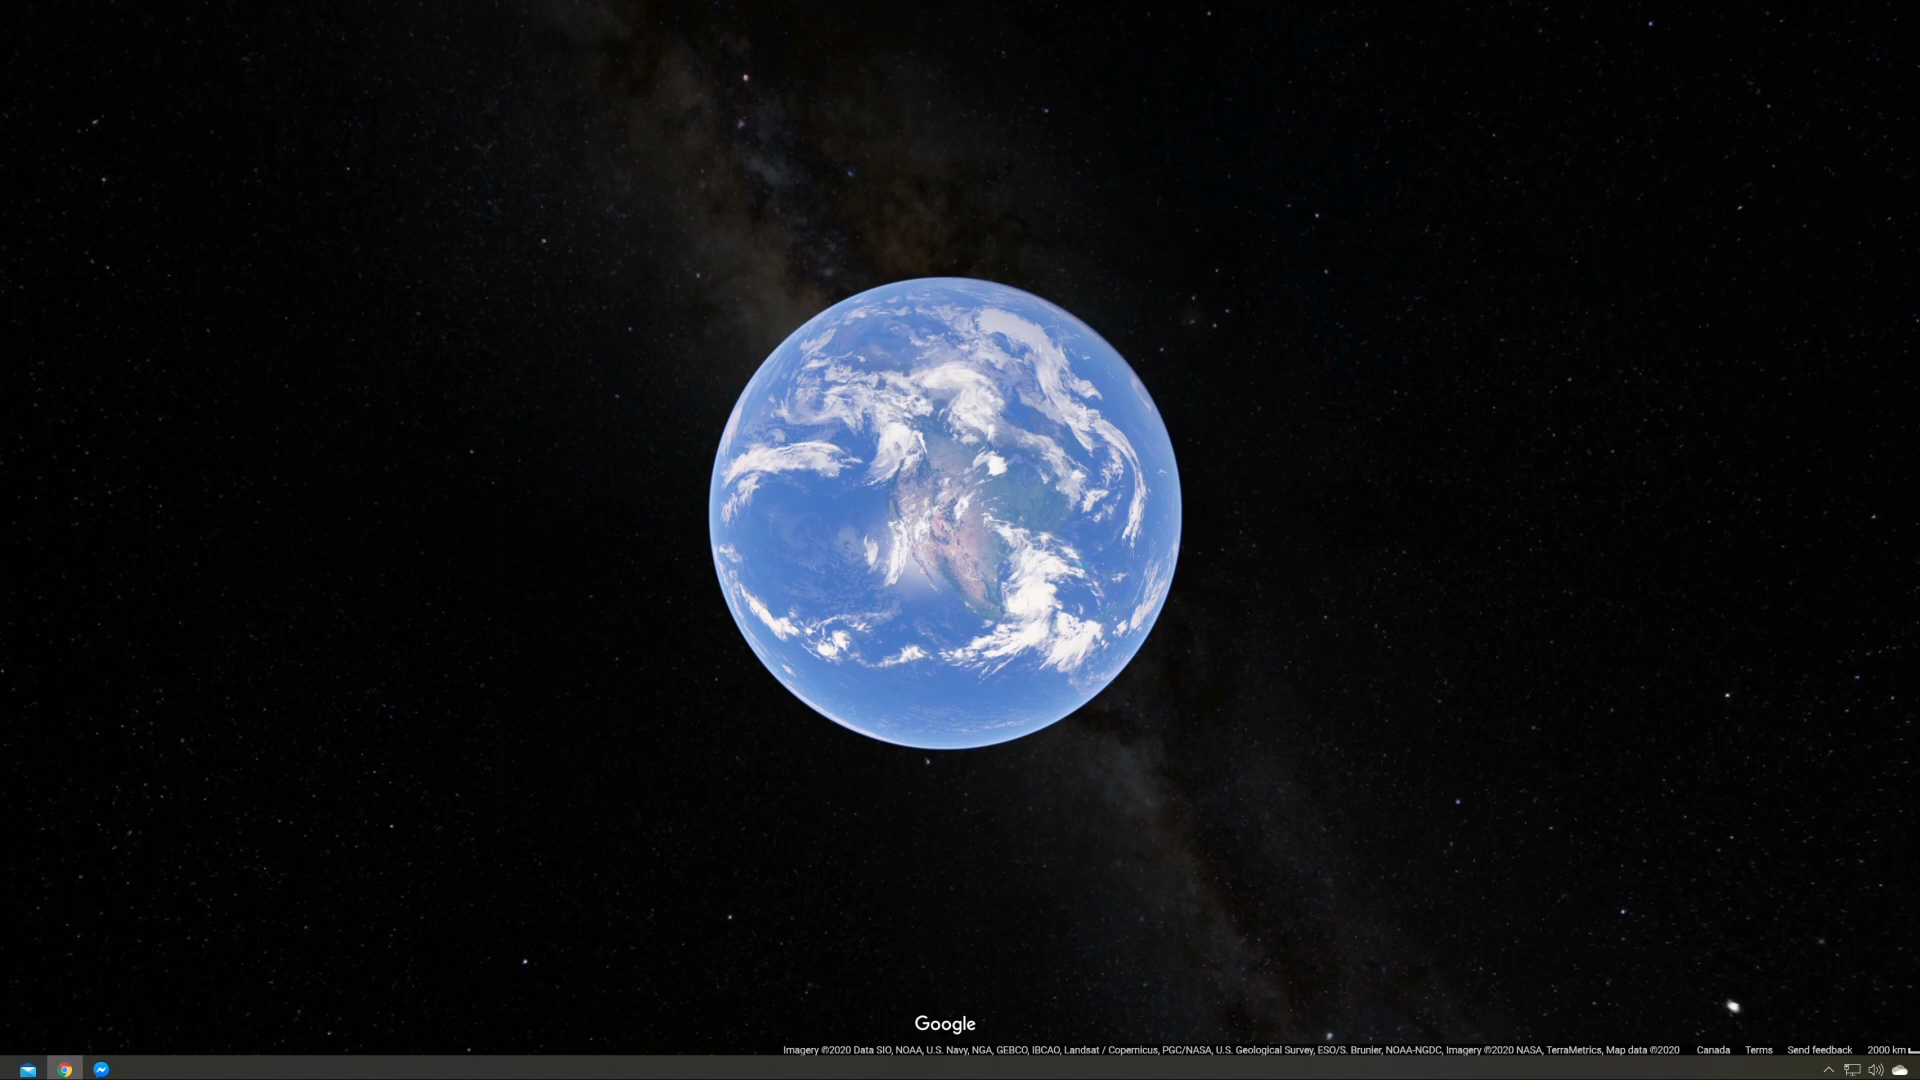 Google
Imagery ©2020 Data SIO, NOAA, U.S. Navy, NGA, GEBCO, IBCAO, Landsat / Copernicus, PGC/NASA, U.S. Geological Survey, ESO/S. Brunier, NOAA-NGDC, Imagery ©2020 NASA, TerraMetrics, Map data ©2020 Canada Terms Send feedback 2000 km